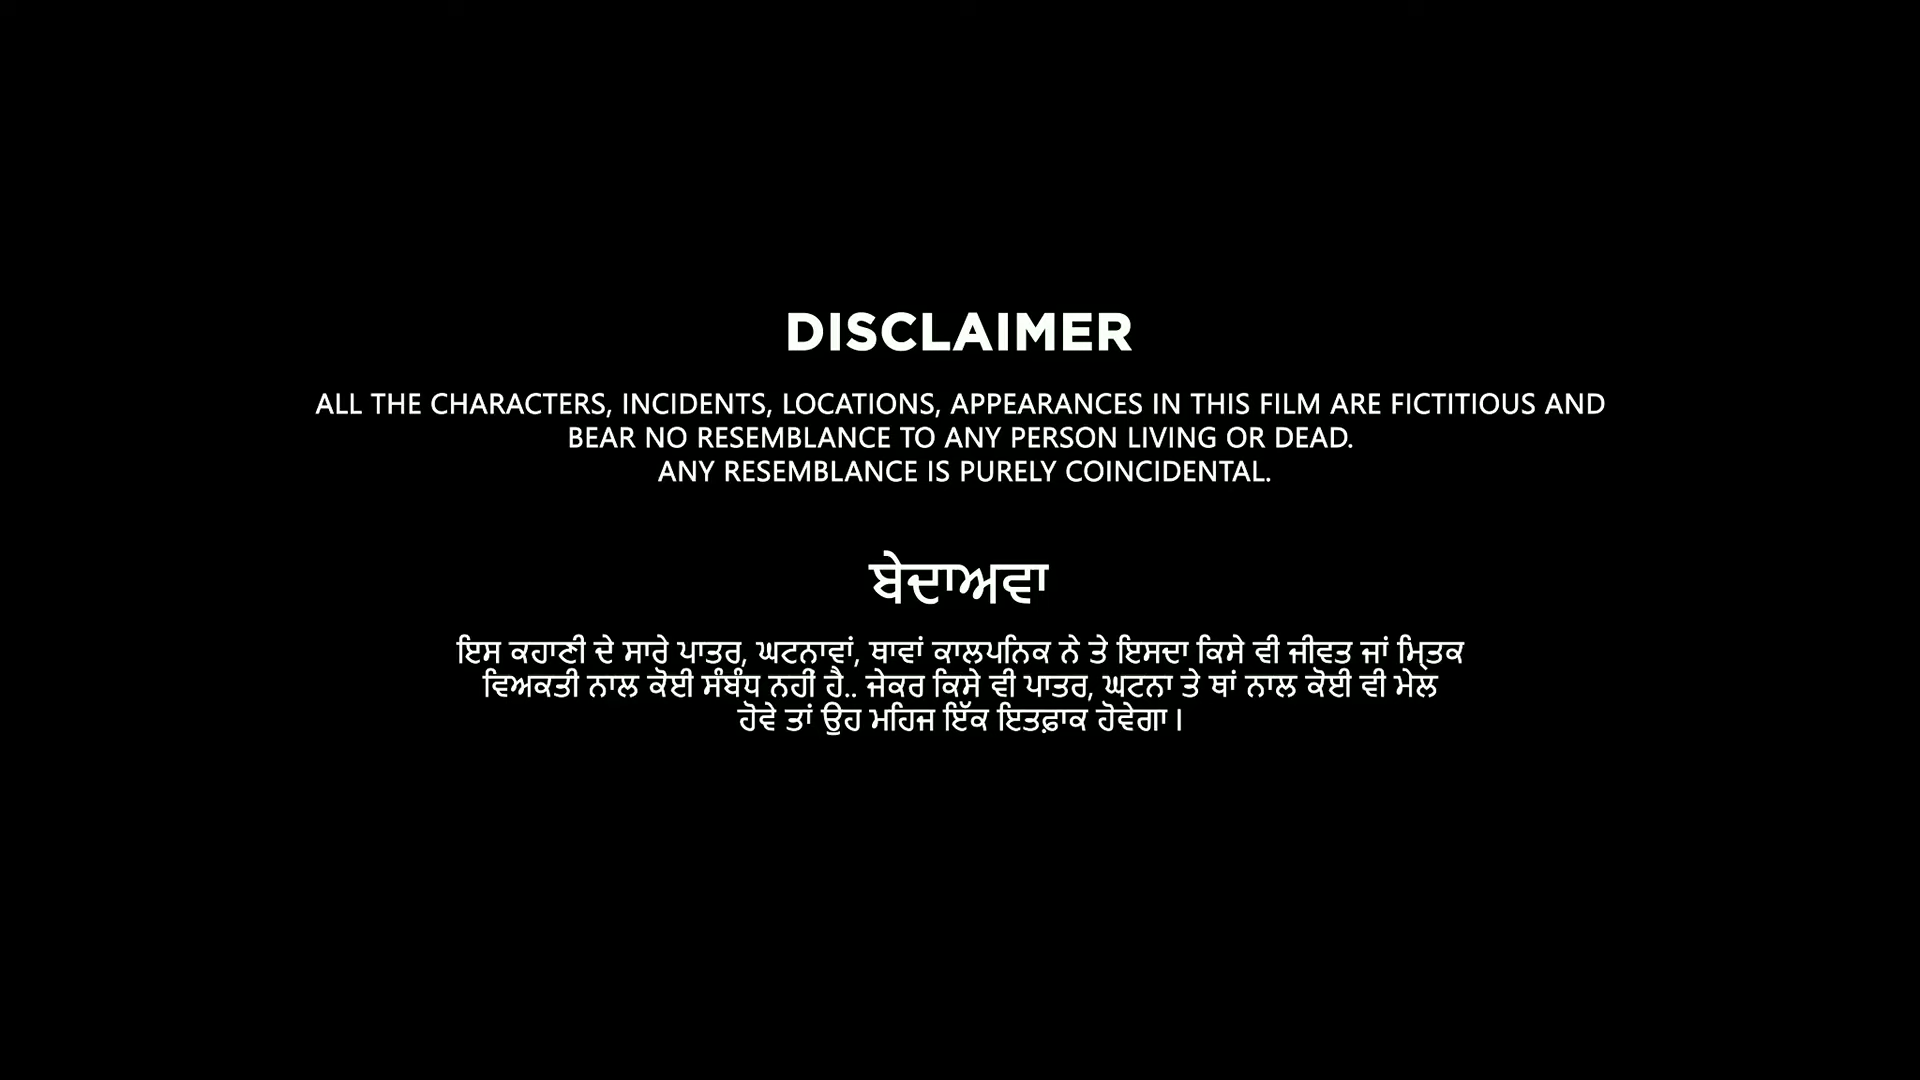 DISCLAIMER
ALL THE CHARACTERS, INCIDENTS, LOCATIONS, APPEARANCES IN THIS FILM ARE FICTITIOUS AND
BEAR NO RESEMBLANCE TO ANY PERSON LIVING OR DEAD.
ANY RESEMBLANCE IS PURELY COINCIDENTAL.
ਬੇਦਾਅਵਾ
ਇਸ ਕਹਾਣੀ ਦੇ ਸਾਰੇ ਪਾਤਰ, ਘਟਨਾਵਾਂ, ਥਾਵਾਂ ਕਾਲਪਨਿਕ ਨੇ ਤੇ ਇਸਦਾ ਕਿਸੇ ਵੀ ਜੀਵਤ ਜਾਂ ਮ੍ਰਿਤਕ
ਵਿਅਕਤੀ ਨਾਲ ਕੋਈ ਸੰਬੰਧ ਨਹੀਂ ਹੈ.. ਜੇਕਰ ਕਿਸੇ ਵੀ ਪਾਤਰ, ਘਟਨਾ ਤੇ ਥਾਂ ਨਾਲ ਕੋਈ ਵੀ ਮੇਲ
ਹੋਵੇ ਤਾਂ ਉਹ ਮਹਿਜ ਇੱਕ ਇਤਫ਼ਾਕ ਹੋਵੇਗਾ।